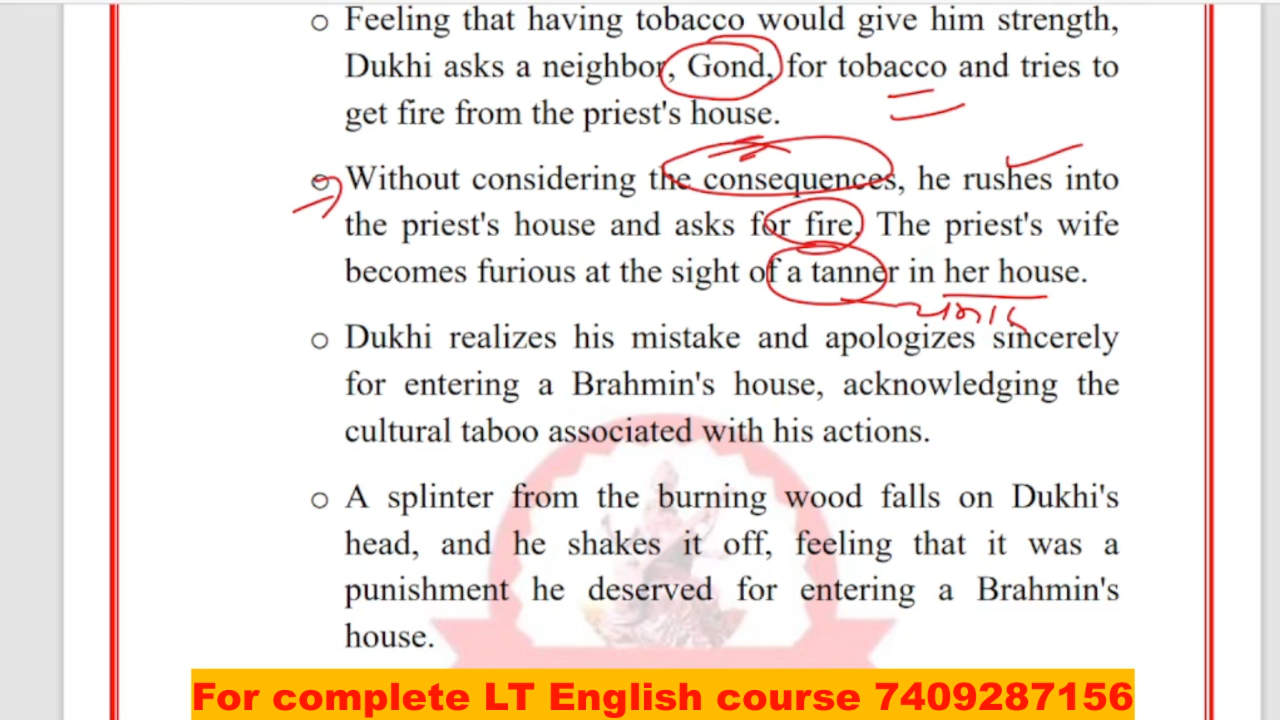 o Feeling that having tobacco would give him strength,
Dukhi asks a neighbor, Gond, for tobacco and tries to
get fire from the priest's house.
o Without considering the consequences, he rushes into
the priest's house and asks for fire. The priest's wife
becomes furious at the sight of a tanner in her house.
o Dukhi realizes his mistake and apologizes sincerely
for entering a Brahmin's house, acknowledging the
cultural taboo associated with his actions.
o A splinter from the burning wood falls on Dukhi's
head, and he shakes it off, feeling that it was a
punishment he deserved for entering a Brahmin's
house.
For complete LT English course 7409287156